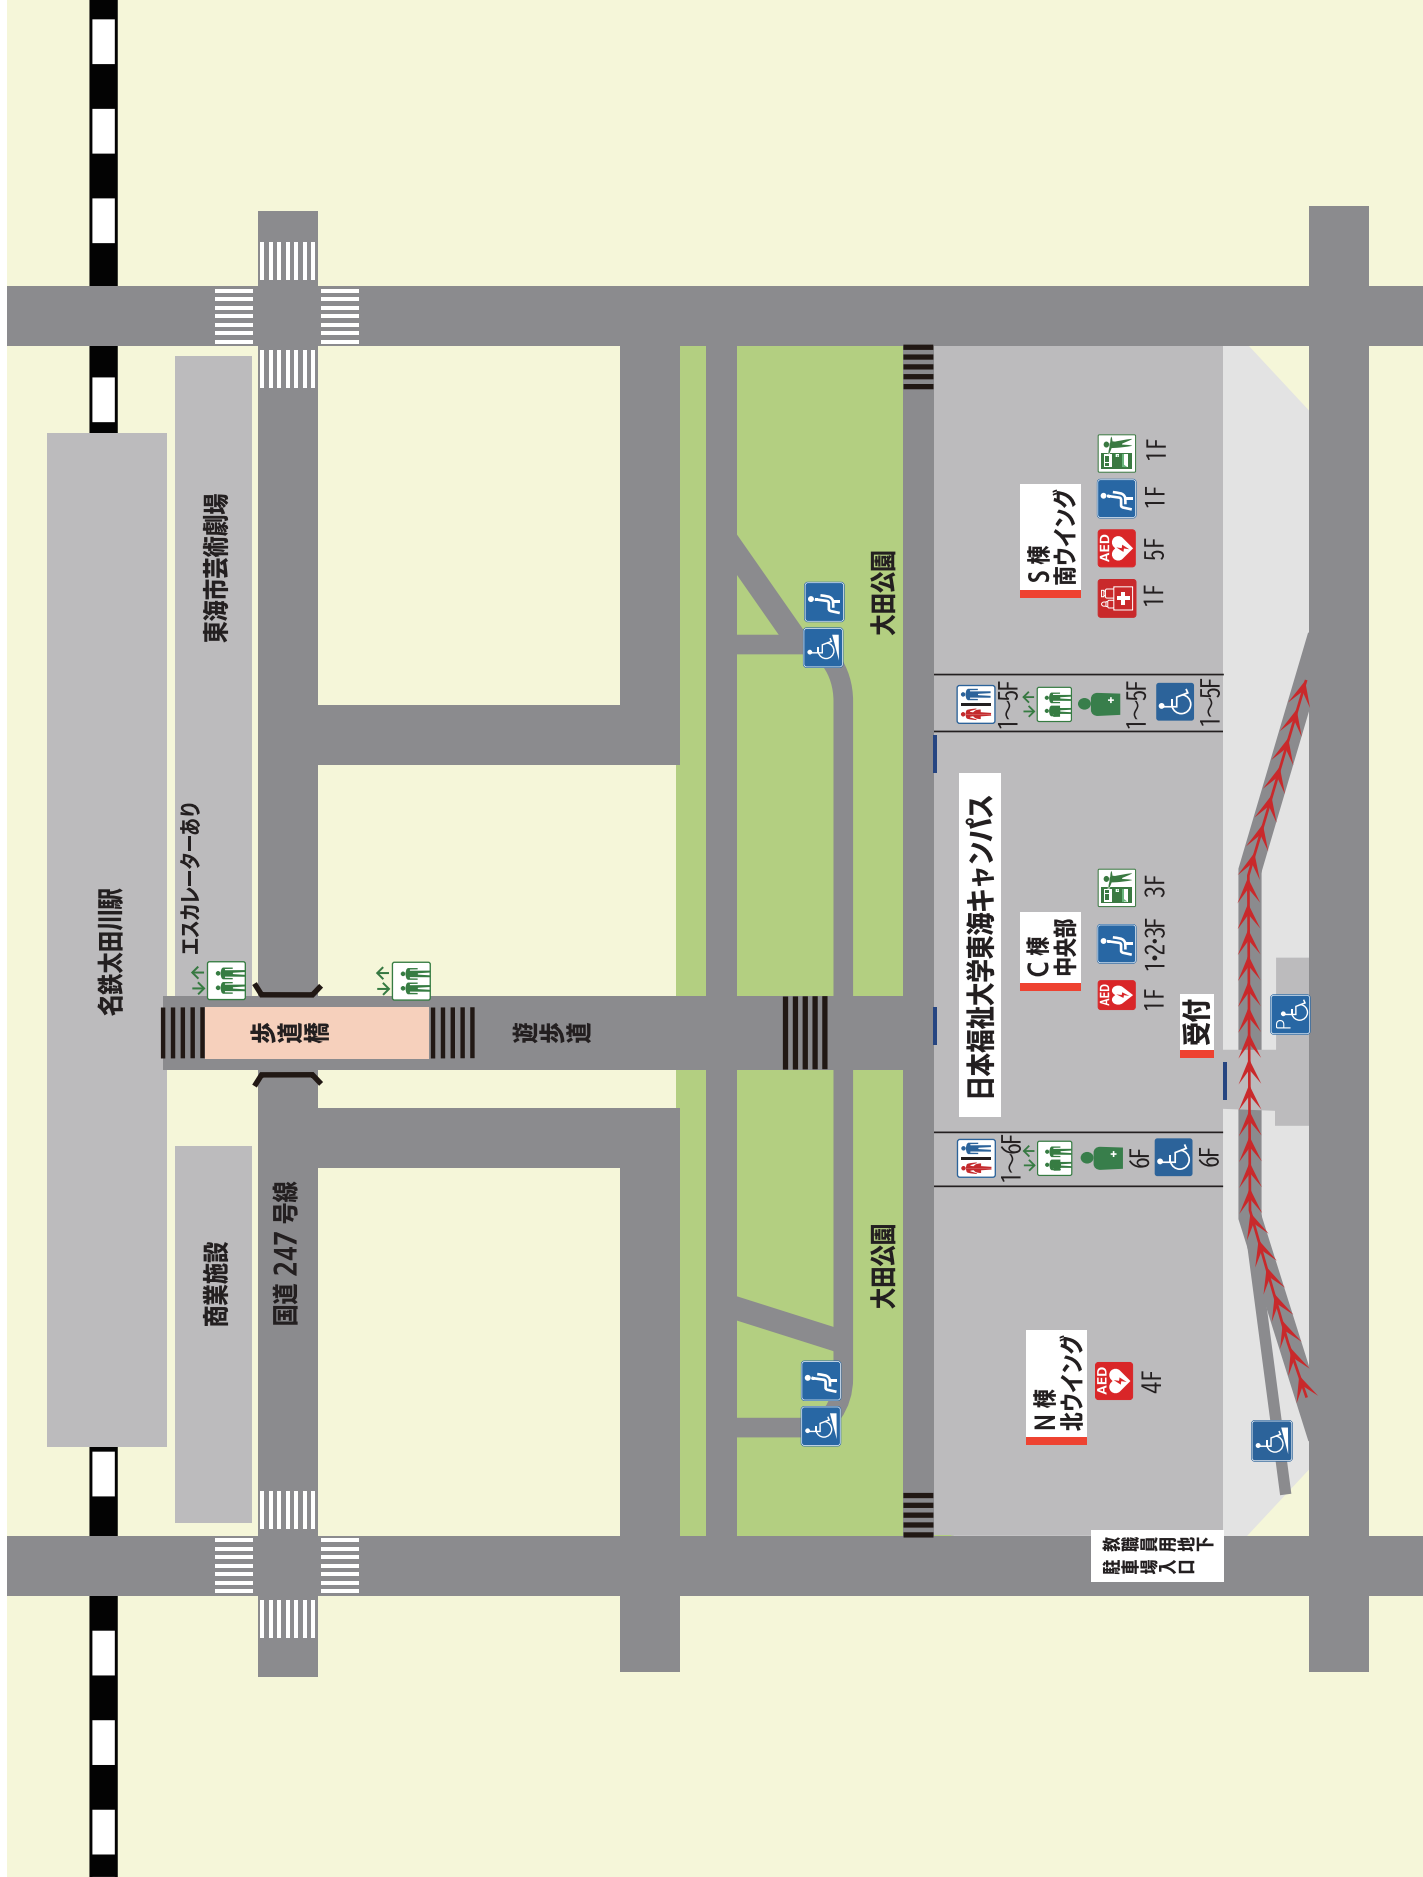 名鉄太田川駅
東海市芸術劇場
エスカレーターあり
商業施設
国道 247 号線
歩道橋
遊歩道
大田公園
大田公園
日本福祉大学東海キャンパス
S 棟
南ウイング
1F
1F
AED
5F
1F
1～5F
1～5F
1～5F
C 棟
中央部
3F
1・2・3F
AED
1F
受付
P
1～6F
6F
6F
N 棟
北ウイング
AED
4F
教職員用地下
駐車場入口